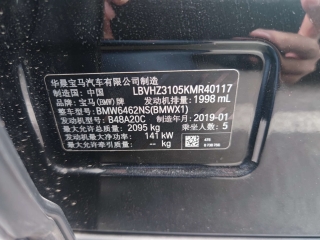 华晨宝马汽车有限公司制造
制造国：中国 LBVHZ3105KMR40117
品牌：宝马(BMW)牌 发动机排量：1998 mL
整车型号：BMW6462NS(BMWX1)
发动机型号：B48A20C 制造年月：2019-01
最大允许总质量：2095 kg 乘坐人数：5
发动机最大净功率：141 kW
最大允许牵引质量：-- kg